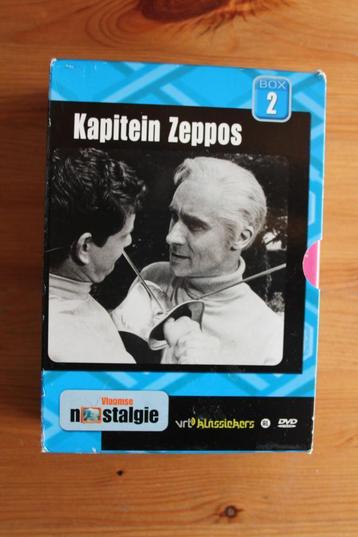 BOX
2
Kapitein Zeppos
Vlaamse
nostalgie
vrt klassiekers
DVD